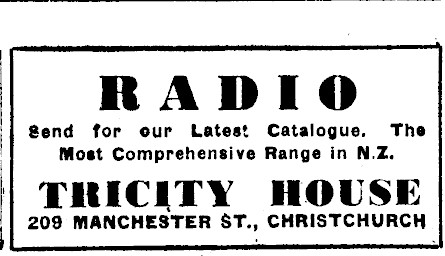 RADIO
Send for our Latest Catalogue. The
Most Comprehensive Range in N.Z.
TRICITY HOUSE
209 MANCHESTER ST., CHRISTCHURCH